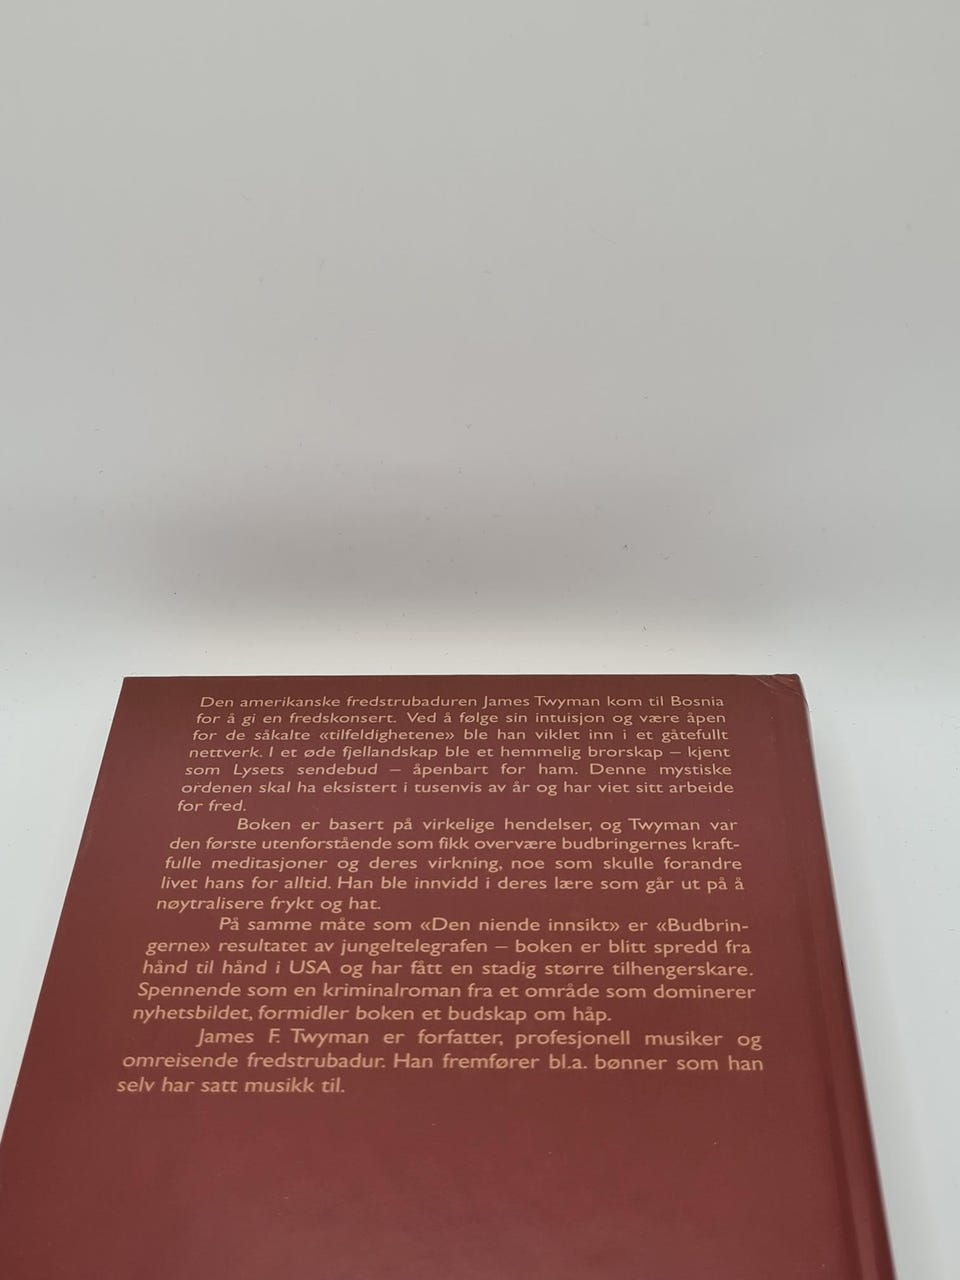 Den amerikanske fredstrubaduren James Twyman kom til Bosnia
for å gi en fredskonsert. Ved å følge sin intuisjon og være åpen
for de såkalte «tilfeldighetene» ble han viklet inn i et gåtefullt
nettverk. I et øde fjellandskap ble et hemmelig brorskap – kjent
som Lysets sendebud – åpenbart for ham. Denne mystiske
ordenen skal ha eksistert i tusenvis av år og har viet sitt arbeide
for fred.
Boken er basert på virkelige hendelser, og Twyman var
den første utenforstående som fikk overvære budbringernes kraft-
fulle meditasjoner og deres virkning, noe som skulle forandre
livet hans for alltid. Han ble innvidd i deres lære som går ut på å
nøytralisere frykt og hat.
På samme måte som «Den niende innsikt» er «Budbrin-
gerne» resultatet av jungeltelegrafen – boken er blitt spredd fra
hånd til hånd i USA og har fått en stadig større tilhengerskare.
Spennende som en kriminalroman fra et område som dominerer
nyhetsbildet, formidler boken et budskap om håp.
James F. Twyman er forfatter, profesjonell musiker og
omreisende fredstrubadur. Han fremfører bl.a. bønner som han
selv har satt musikk til.